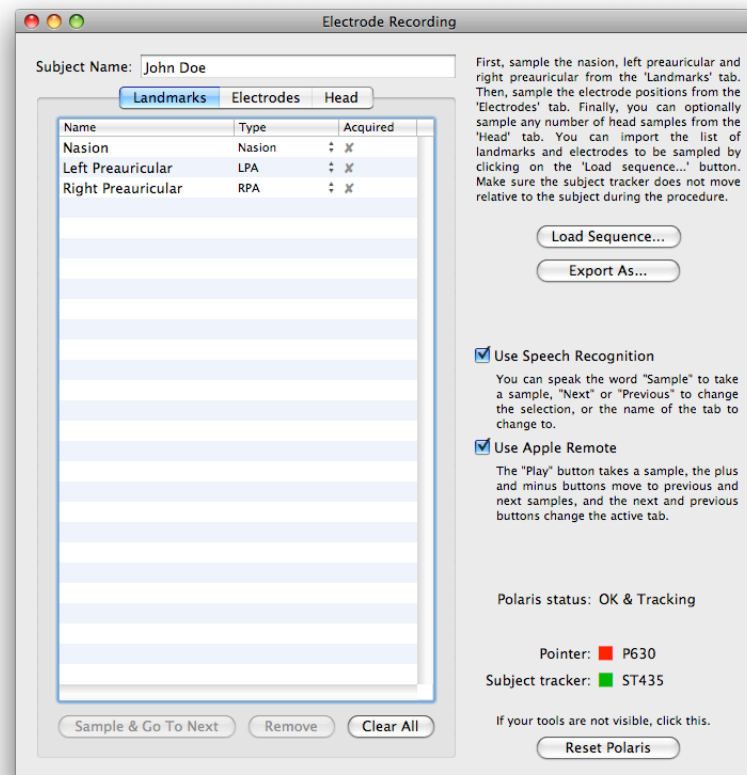 Electrode Recording
Subject Name: John Doe
Landmarks Electrodes Head
Name Type Acquired
Nasion Nasion ✘
Left Preauricular LPA ✘
Right Preauricular RPA ✘
Sample & Go To Next Remove Clear All
First, sample the nasion, left preauricular and
right preauricular from the 'Landmarks' tab.
Then, sample the electrode positions from the
'Electrodes' tab. Finally, you can optionally
sample any number of head samples from the
'Head' tab. You can import the list of
landmarks and electrodes to be sampled by
clicking on the 'Load sequence...' button.
Make sure the subject tracker does not move
relative to the subject during the procedure.
Load Sequence...
Export As...
Use Speech Recognition
You can speak the word "Sample" to take
a sample, "Next" or "Previous" to change
the selection, or the name of the tab to
change to.
Use Apple Remote
The "Play" button takes a sample, the plus
and minus buttons move to previous and
next samples, and the next and previous
buttons change the active tab.
Polaris status: OK & Tracking
Pointer: P630
Subject tracker: ST435
If your tools are not visible, click this.
Reset Polaris